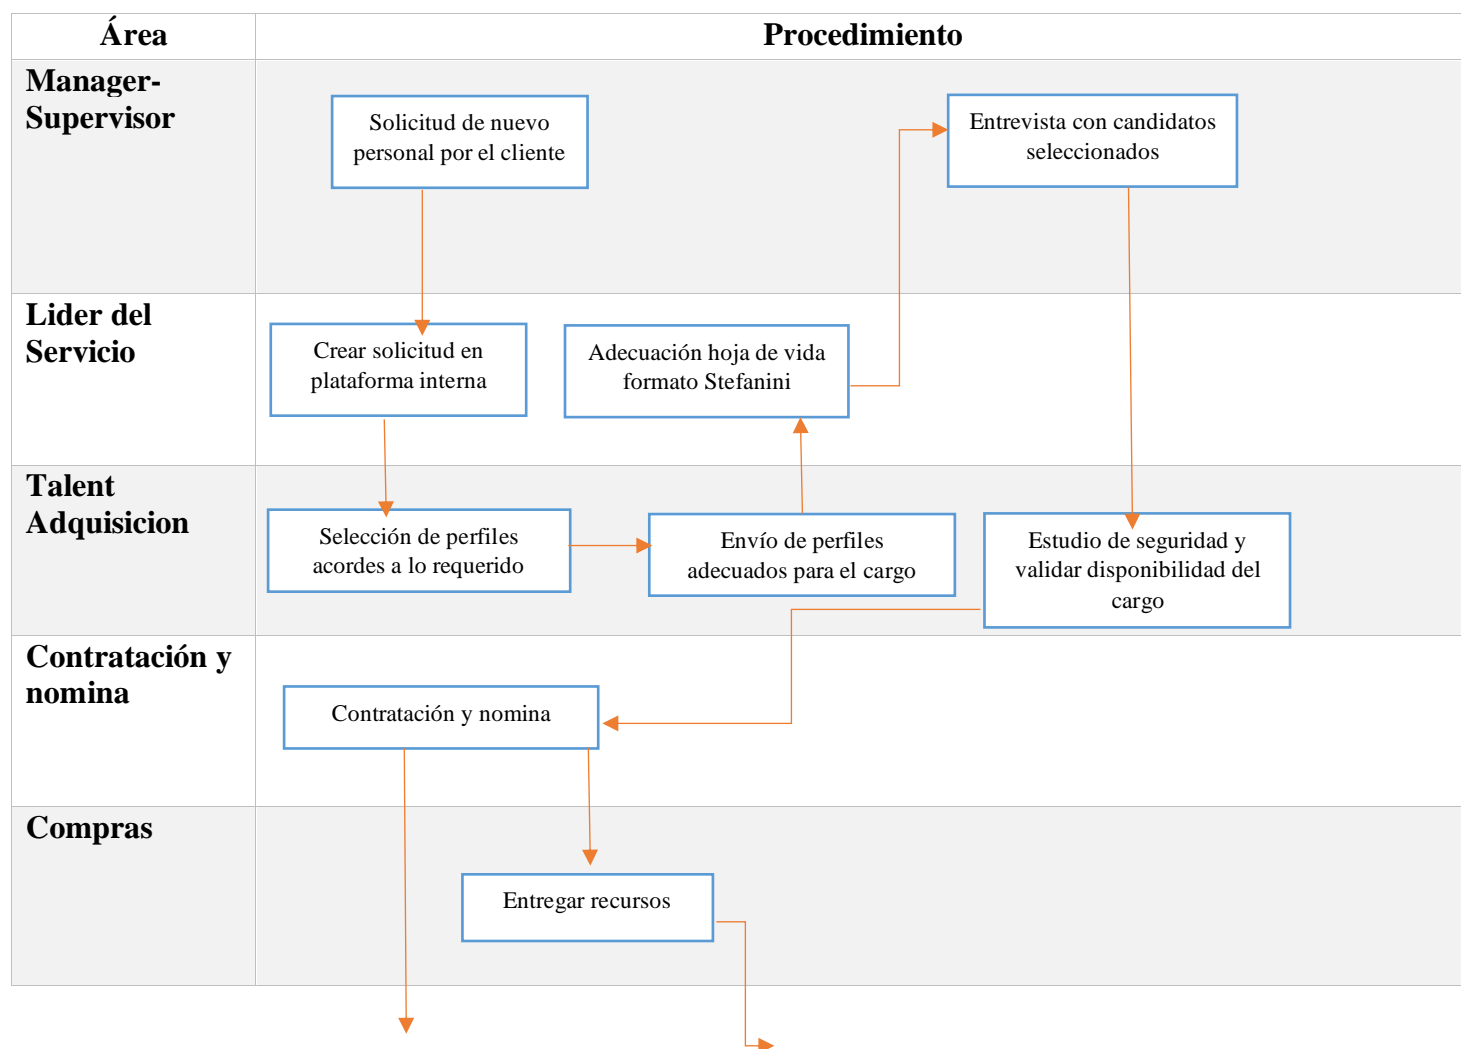 Área
Procedimiento
Manager-
Supervisor
Solicitud de nuevo
personal por el cliente
Entrevista con candidatos
seleccionados
Lider del
Servicio
Crear solicitud en
plataforma interna
Adecuación hoja de vida
formato Stefanini
Talent
Adquisicion
Selección de perfiles
acordes a lo requerido
Envío de perfiles
adecuados para el cargo
Estudio de seguridad y
validar disponibilidad del
cargo
Contratación y
nomina
Contratación y nomina
Compras
Entregar recursos